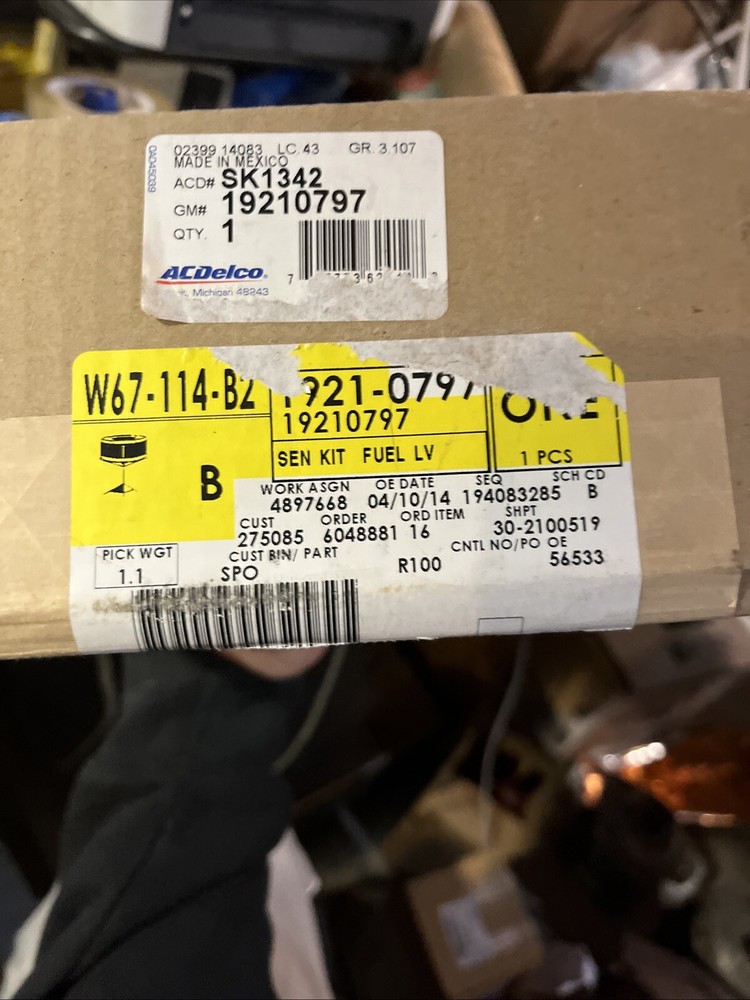 02399 14083 LC. 43 GR. 3.107
MADE IN MEXICO
ACD# SK1342
GM# 19210797
QTY. 1
ACDelco
Michigan 48243
DAD45039
W67-114-B2
1921-0797
19210797
ONE
SEN KIT FUEL LV
1 PCS
B
WORK ASGN OE DATE SEQ SCH CD
4897668 04/10/14 194083285 B
CUST ORDER ORD ITEM SHPT
275085 6048881 16 30-2100519
PICK WGT CUST BIN/ PART CNTL NO/PO OE
1.1 SPO R100 56533